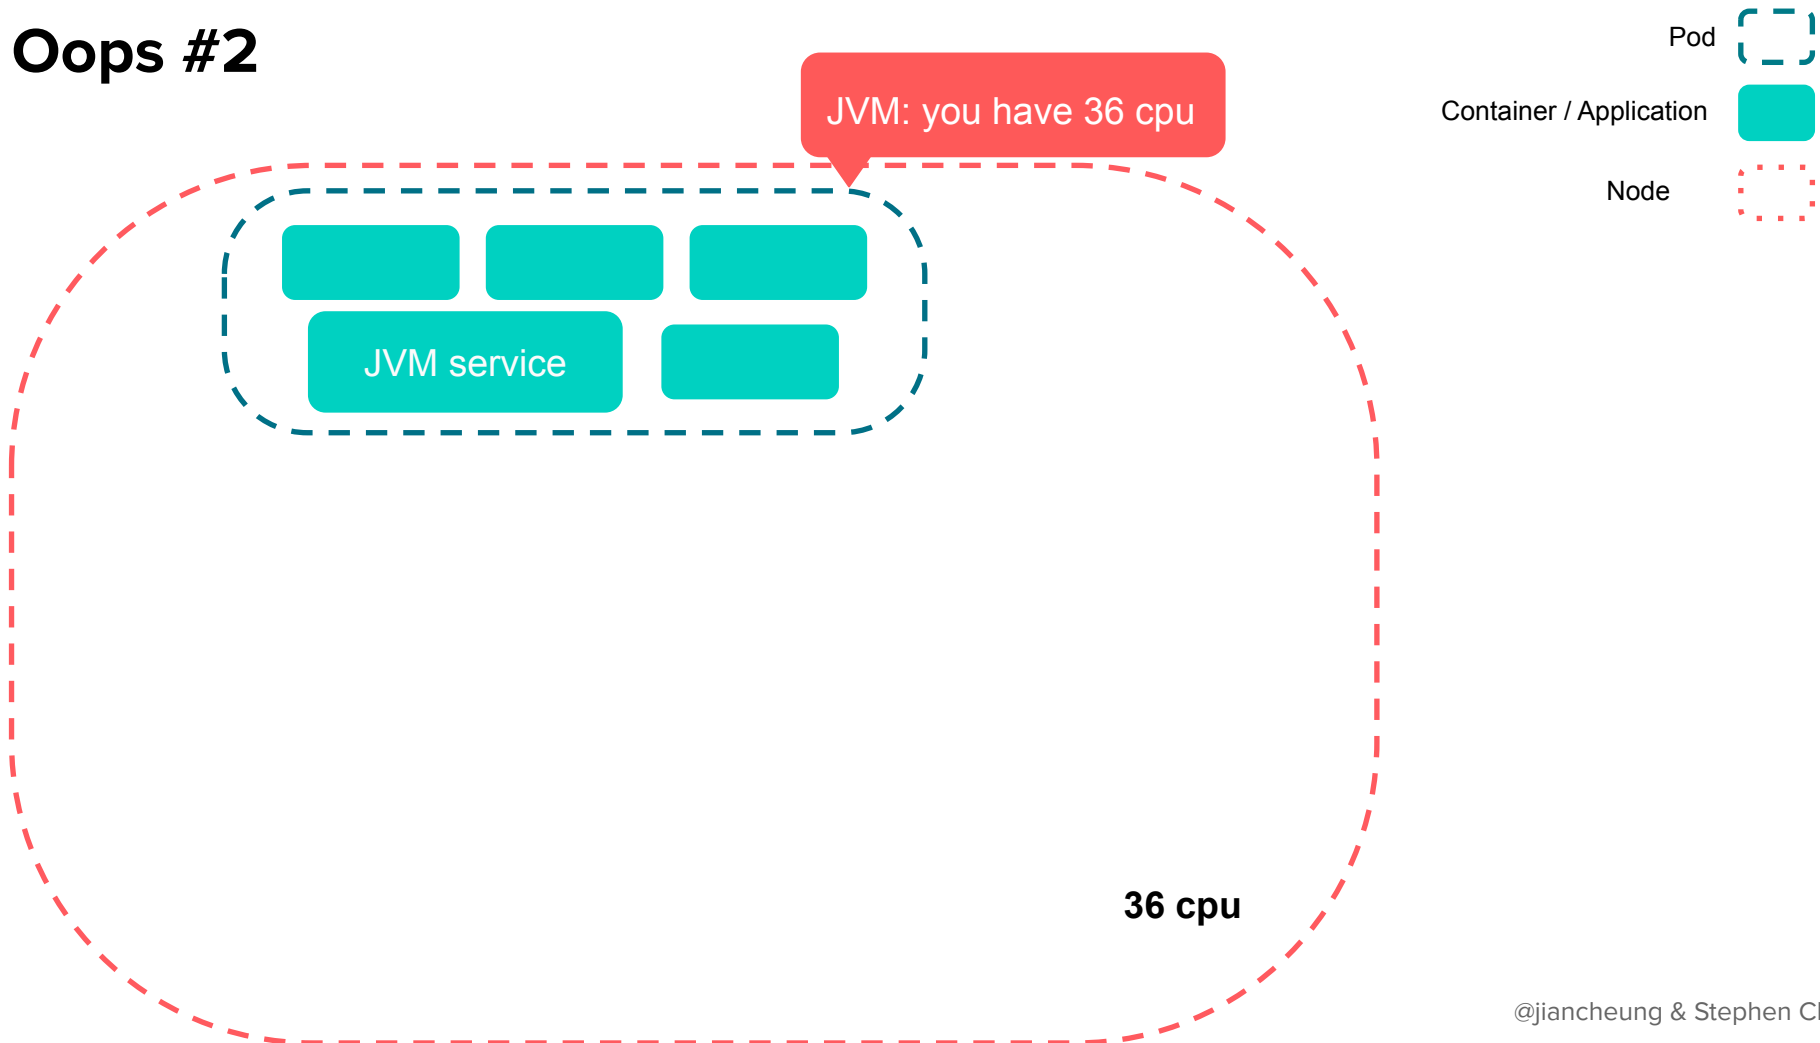 Oops #2
JVM: you have 36 cpu
Pod
Container / Application
Node
JVM service
36 cpu
@jiancheung & Stephen